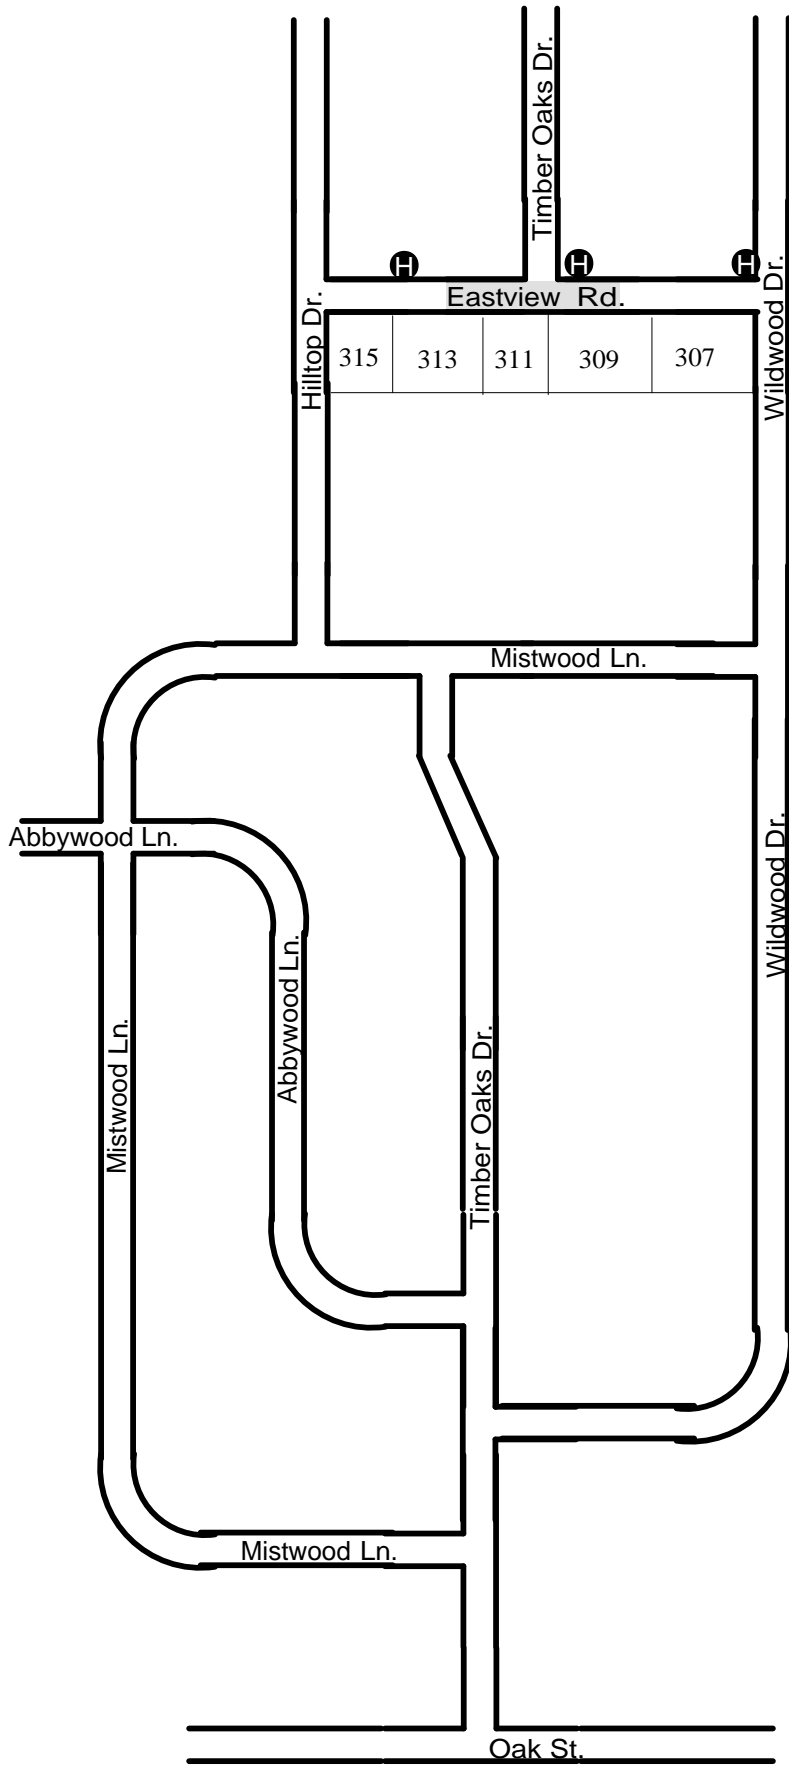 Timber Oaks Dr.
H
H
H
Eastview Rd.
Hilltop Dr.
Wildwood Dr.
315 313 311 309 307
Mistwood Ln.
Abbywood Ln.
Wildwood Dr.
Abbywood Ln.
Mistwood Ln.
Timber Oaks Dr.
Mistwood Ln.
Oak St.